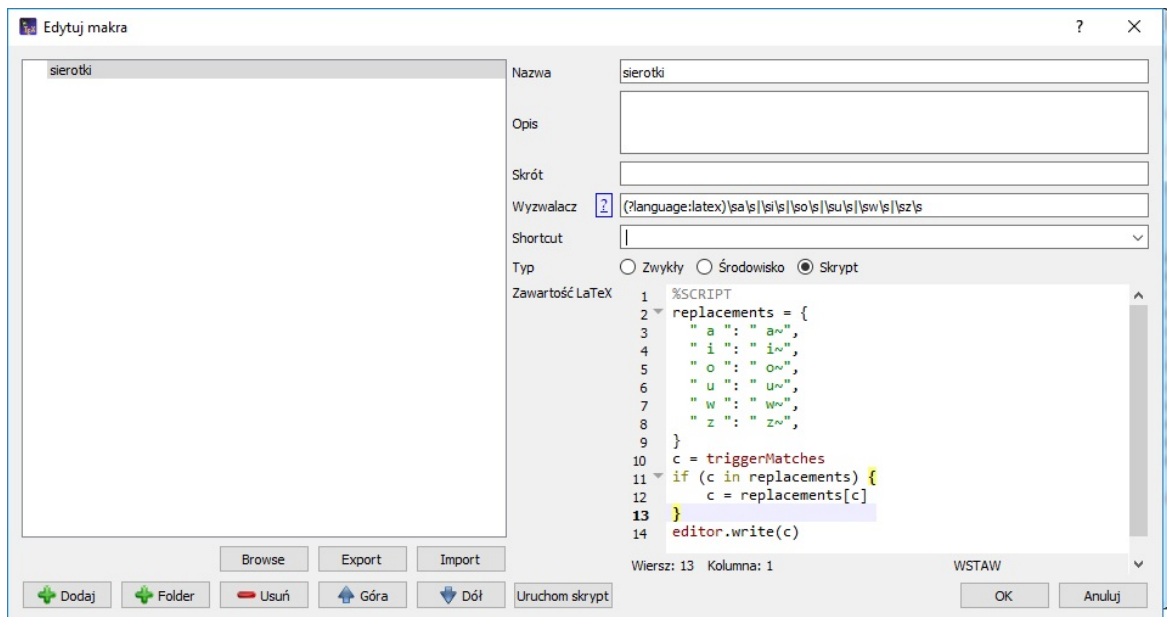 Edytuj makra
?
sierotki
Nazwa sierotki
Opis
Skrót
Wyzwalacz ? (?language:latex)\sa\s|\si\s|\so\s|\su\s|\sw\s|\sz\s
Shortcut
Typ Zwykły Środowisko Skrypt
Zawartość LaTeX
1 %SCRIPT
2 replacements = {
3 " a ": " a~",
4 " i ": " i~",
5 " o ": " o~",
6 " u ": " u~",
7 " w ": " w~",
8 " z ": " z~",
9 }
10 c = triggerMatches
11 if (c in replacements) {
12 c = replacements[c]
13 }
14 editor.write(c)
Browse Export Import
Wiersz: 13 Kolumna: 1 WSTAW
Dodaj Folder Usuń Góra Dół Uruchom skrypt OK Anuluj